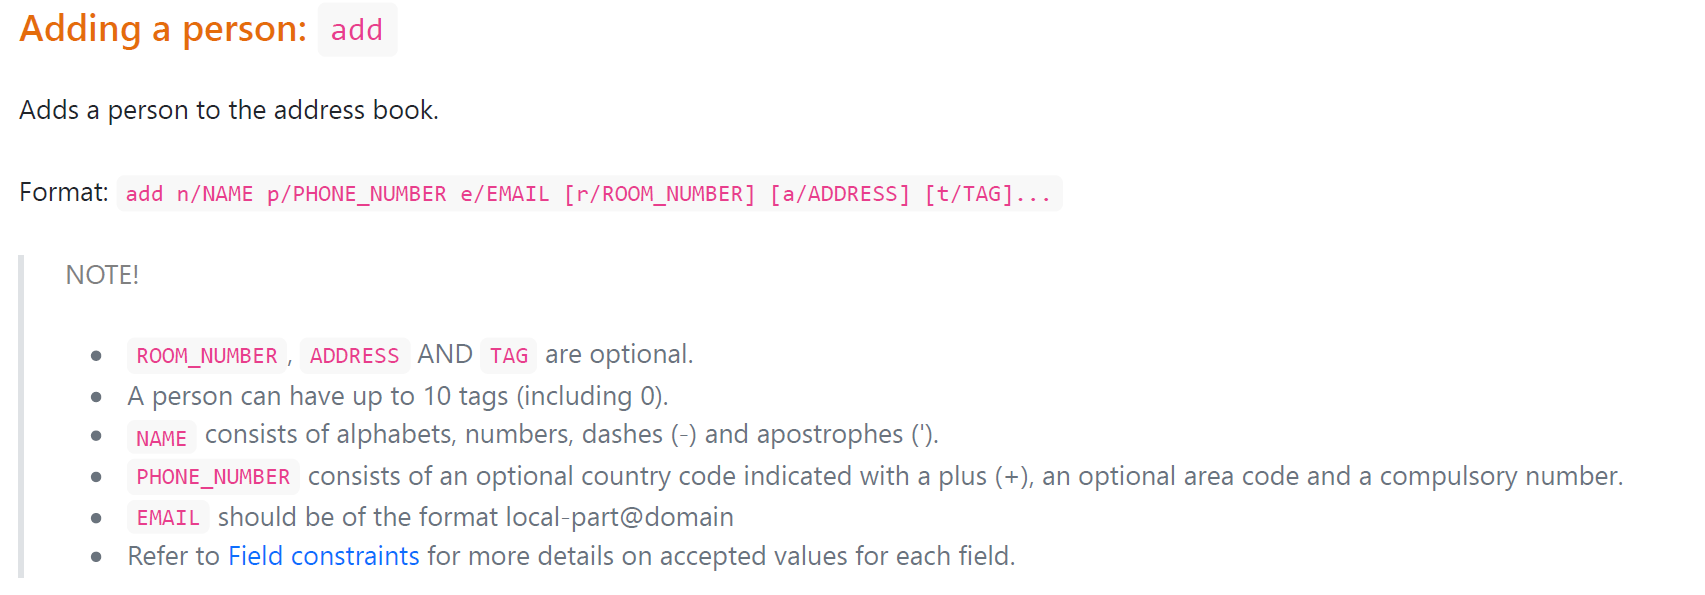 Adding a person: add
Adds a person to the address book.
Format: add n/NAME p/PHONE_NUMBER e/EMAIL [r/ROOM_NUMBER] [a/ADDRESS] [t/TAG]...
NOTE!
ROOM_NUMBER, ADDRESS AND TAG are optional.
A person can have up to 10 tags (including 0).
NAME consists of alphabets, numbers, dashes (-) and apostrophes (').
PHONE_NUMBER consists of an optional country code indicated with a plus (+), an optional area code and a compulsory number.
EMAIL should be of the format local-part@domain
Refer to Field constraints for more details on accepted values for each field.